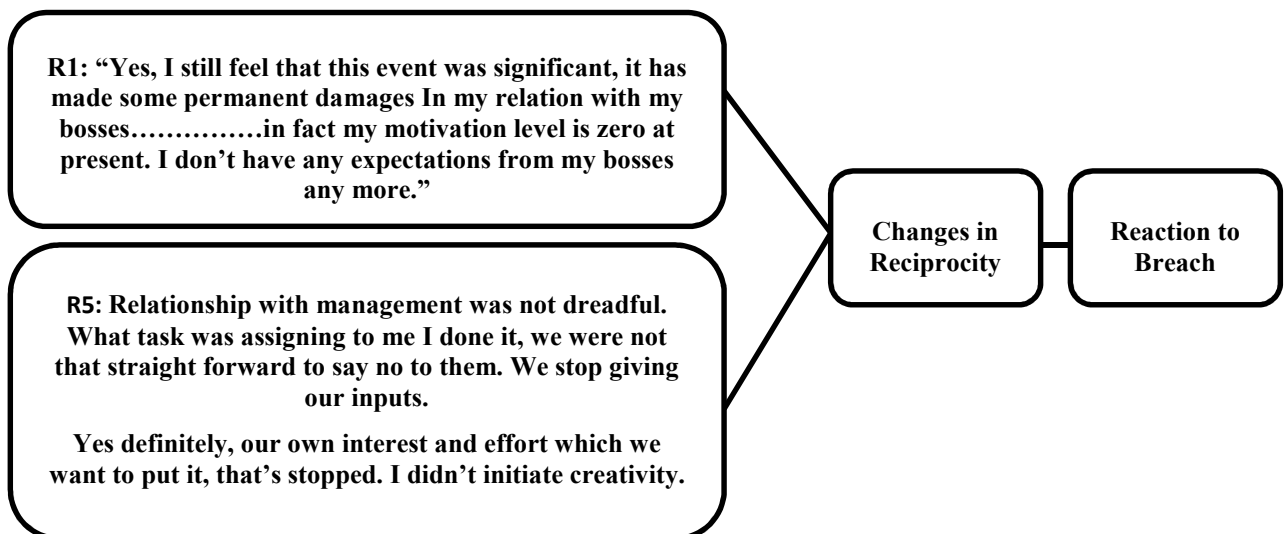 R1: “Yes, I still feel that this event was significant, it has
made some permanent damages In my relation with my
bosses……………in fact my motivation level is zero at
present. I don’t have any expectations from my bosses
any more.”
R5: Relationship with management was not dreadful.
What task was assigning to me I done it, we were not
that straight forward to say no to them. We stop giving
our inputs.
Yes definitely, our own interest and effort which we
want to put it, that’s stopped. I didn’t initiate creativity.
Changes in
Reciprocity
Reaction to
Breach